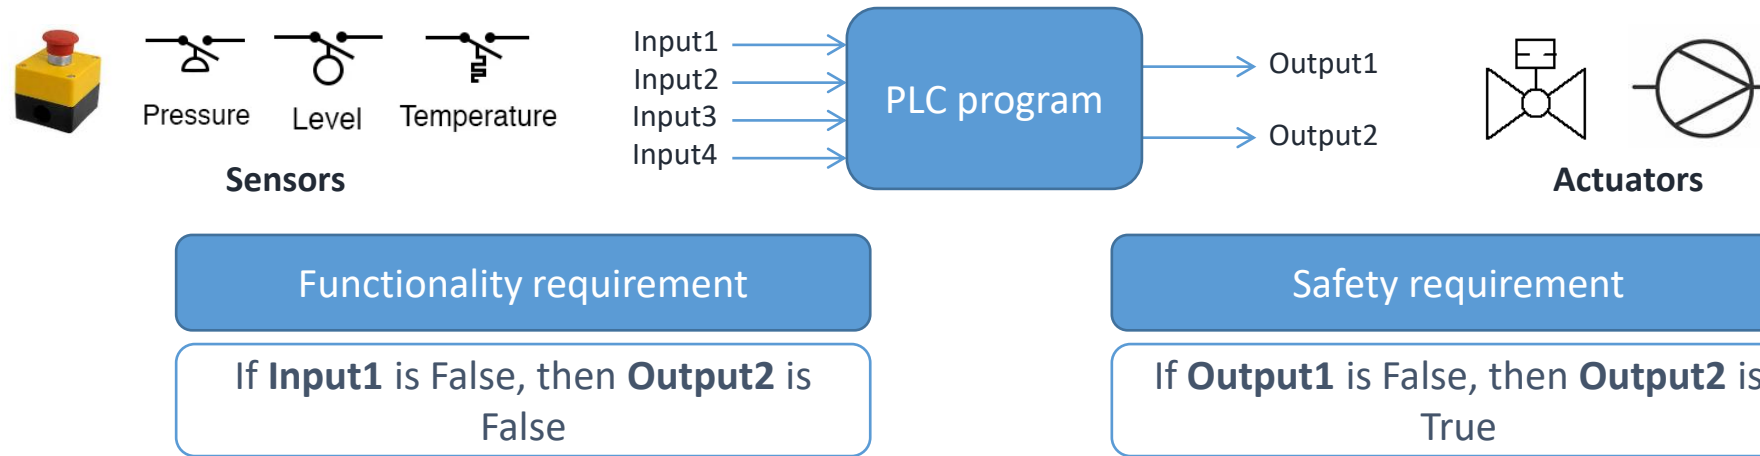 Pressure
Level
Temperature
Sensors
Input1
Input2
Input3
Input4
PLC program
Output1
Output2
Actuators
Functionality requirement
If Input1 is False, then Output2 is
False
Safety requirement
If Output1 is False, then Output2 is
True